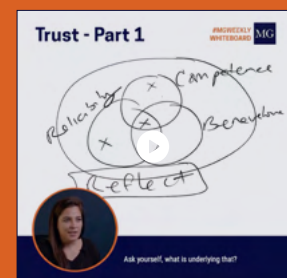 Trust - Part 1
#MGWEEKLY
WHITEBOARD
MG
Competence
Reliability
Benevolence
Reflect
Ask yourself, what is underlying that?